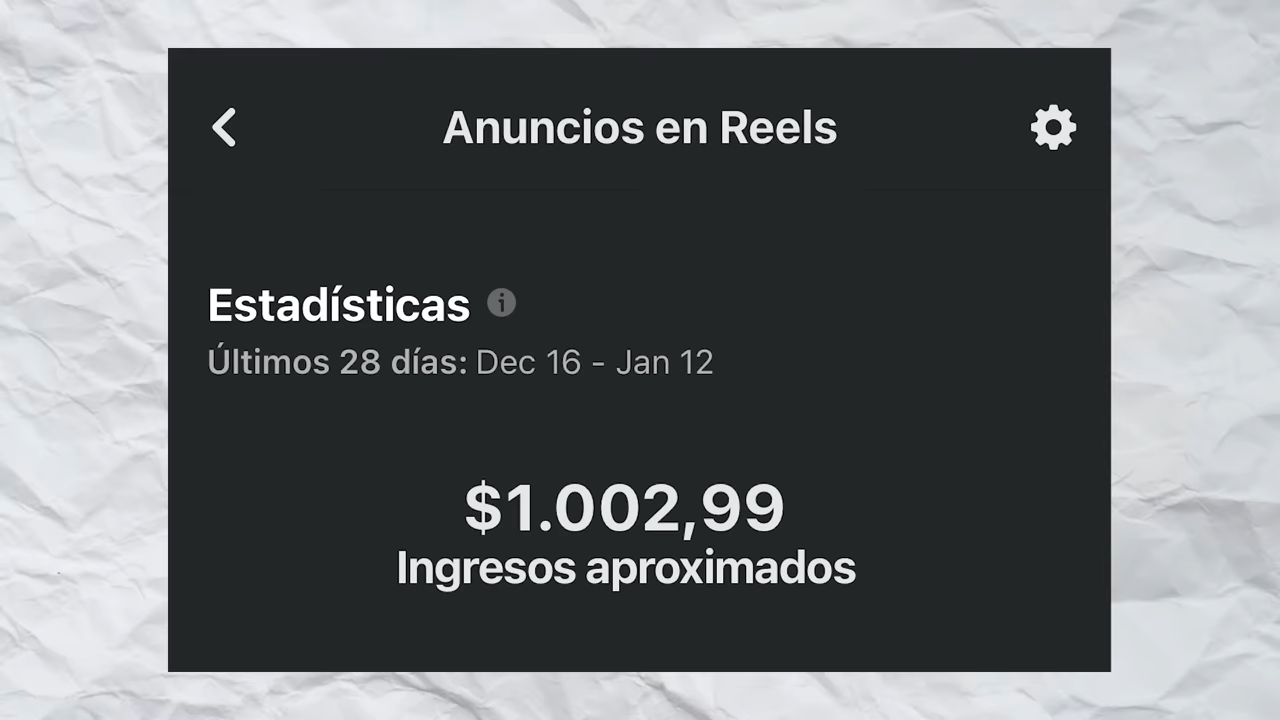 Anuncios en Reels
Estadísticas
Últimos 28 días: Dec 16 - Jan 12
$1.002,99
Ingresos aproximados